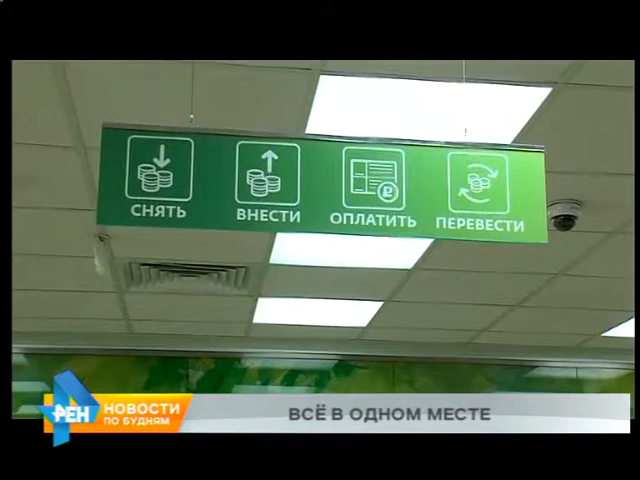 СНЯТЬ
ВНЕСТИ
ОПЛАТИТЬ
ПЕРЕВЕСТИ
РЕН
НОВОСТИ
ПО БУДНЯМ
ВСЁ В ОДНОМ МЕСТЕ